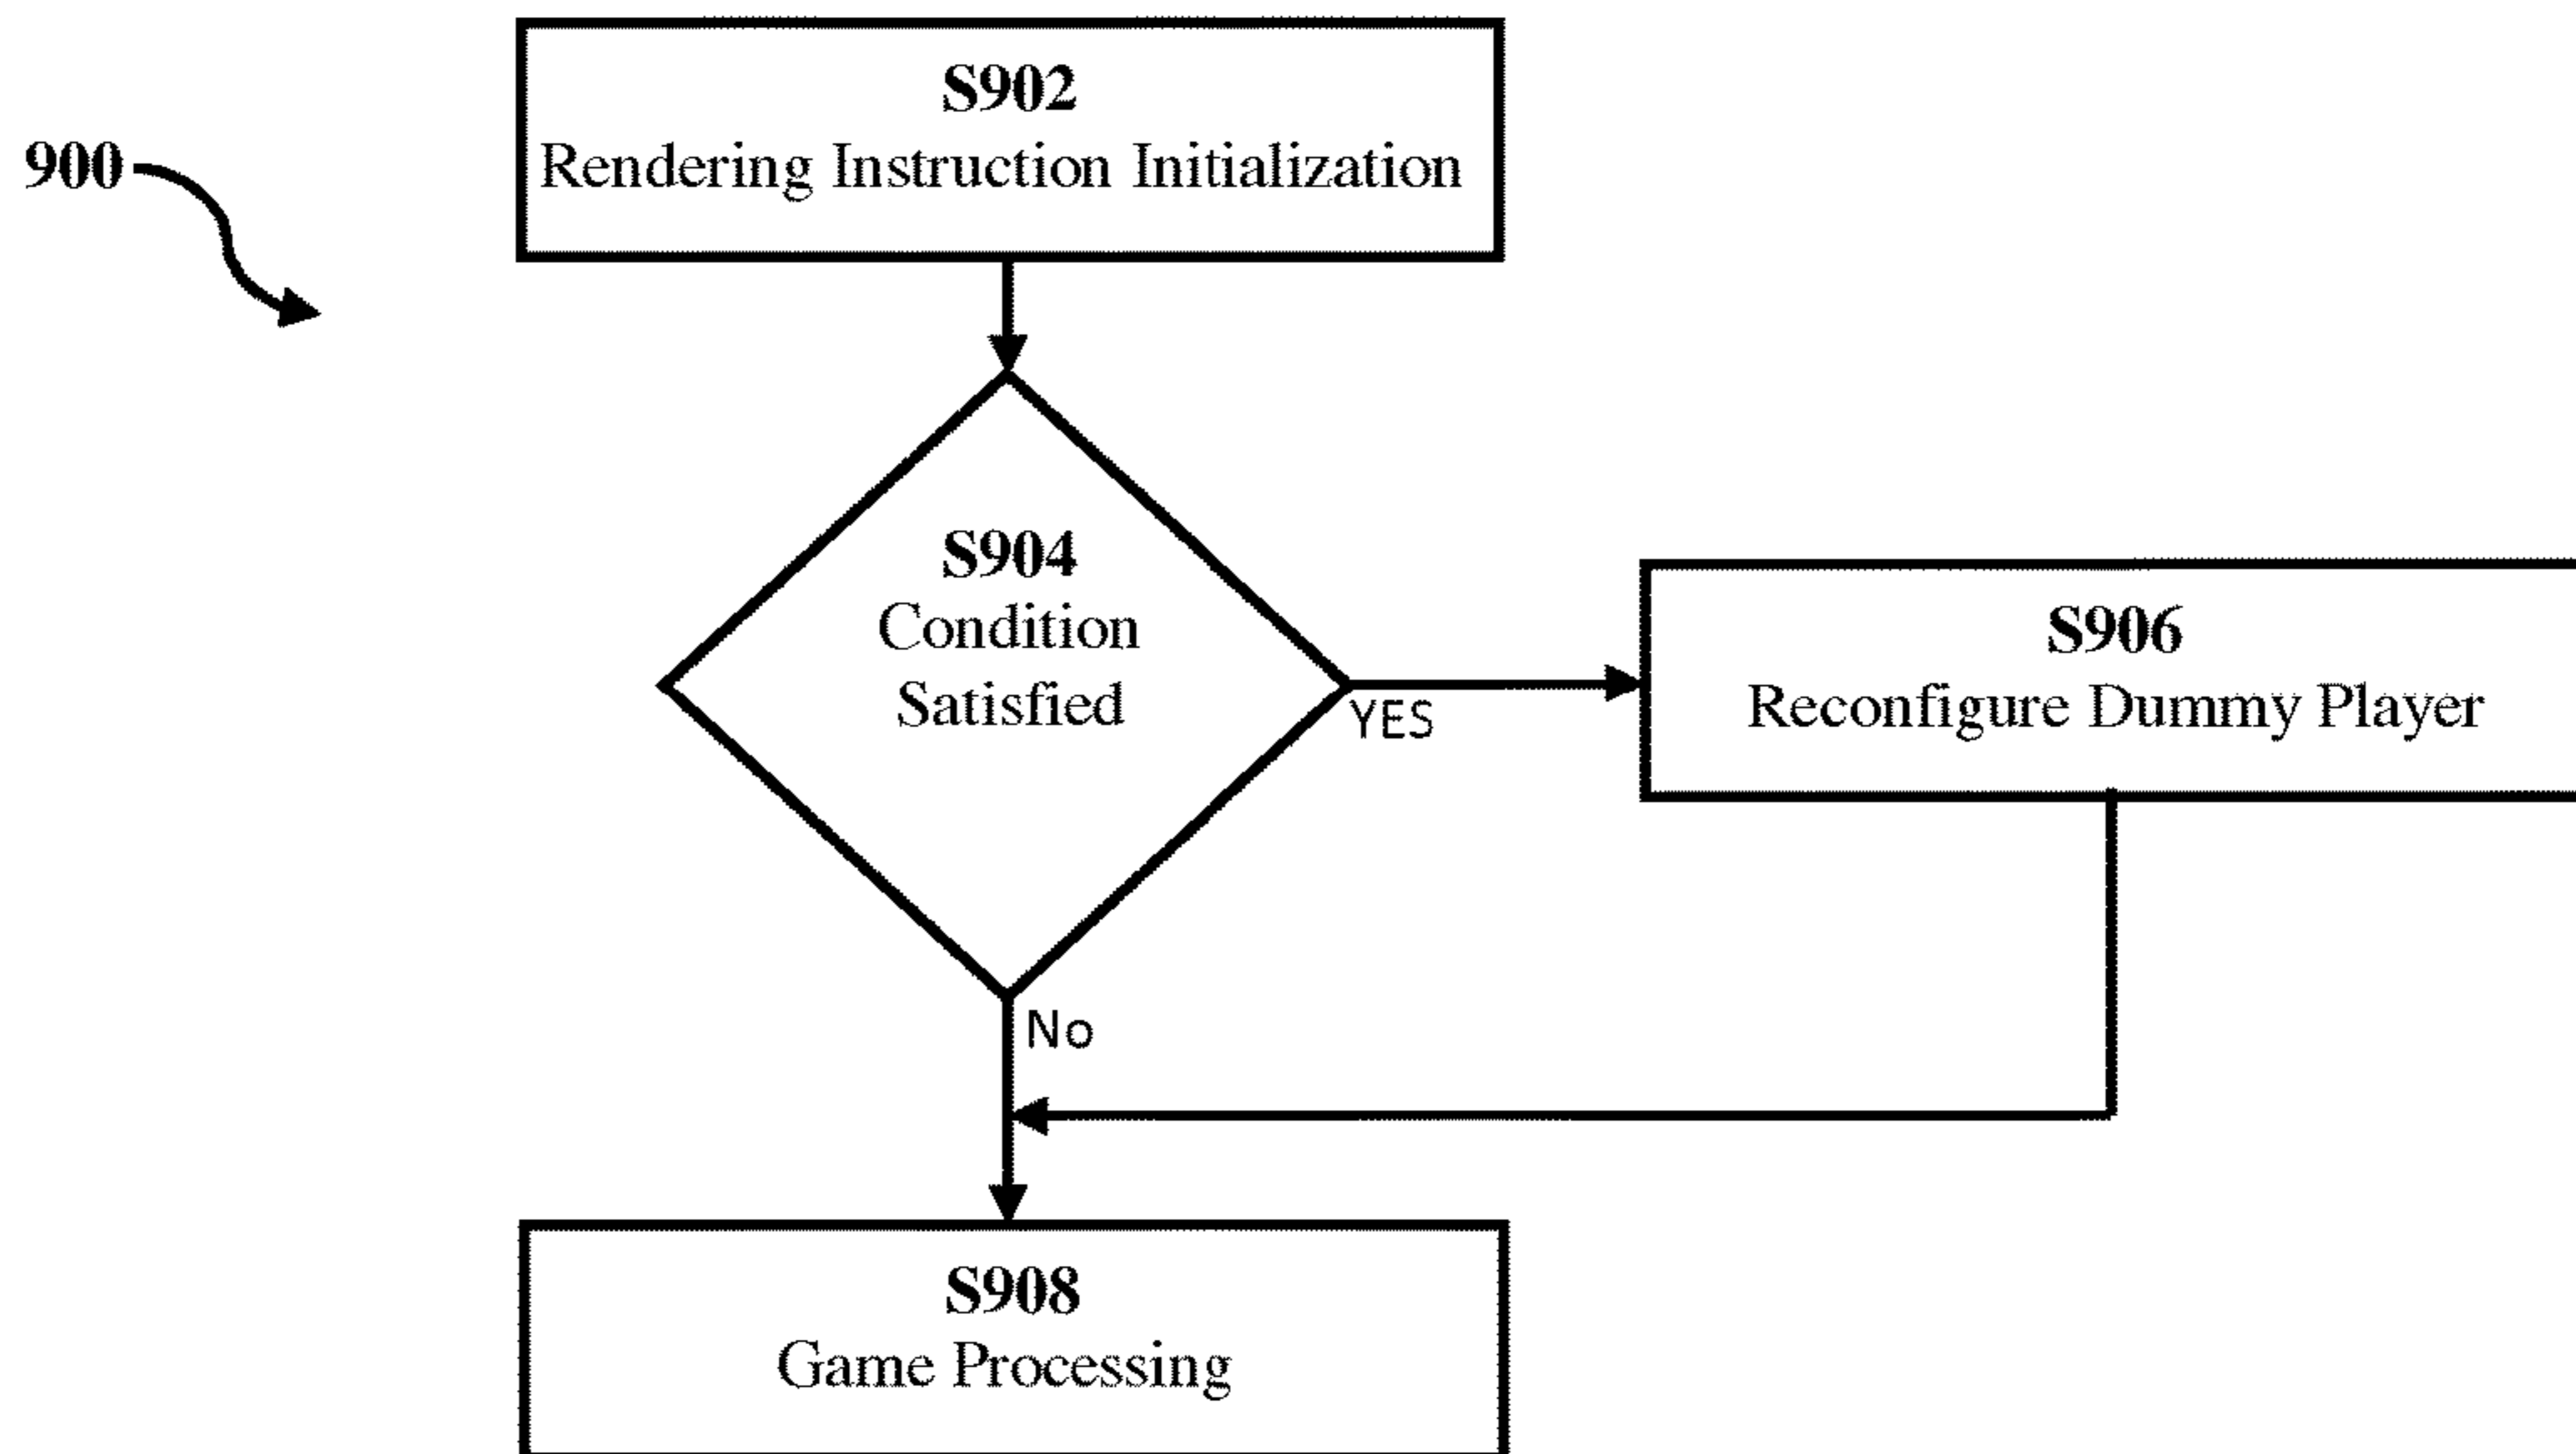 S902
Rendering Instruction Initialization
900
S904
Condition
Satisfied
YES
S906
Reconfigure Dummy Player
No
S908
Game Processing